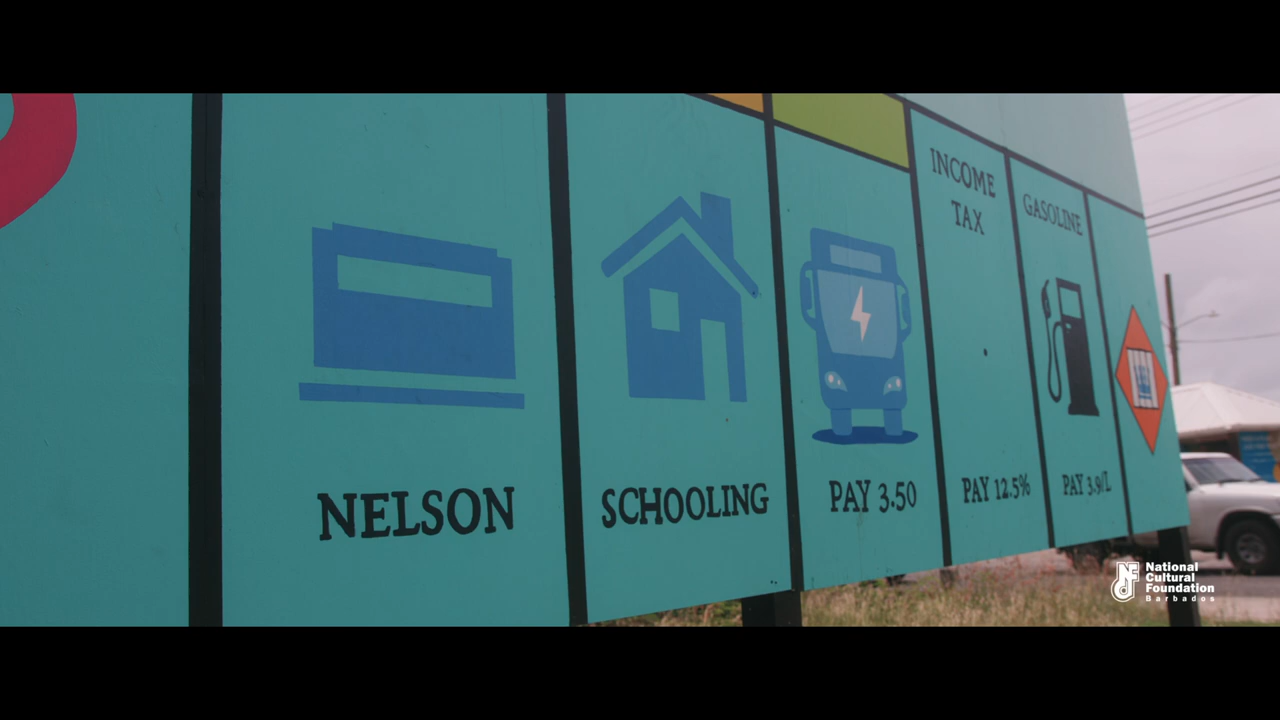 NELSON
SCHOOLING
PAY 3.50
INCOME
TAX
PAY 12.5%
GASOLINE
PAY 3.9/L
National
Cultural
Foundation
Barbados